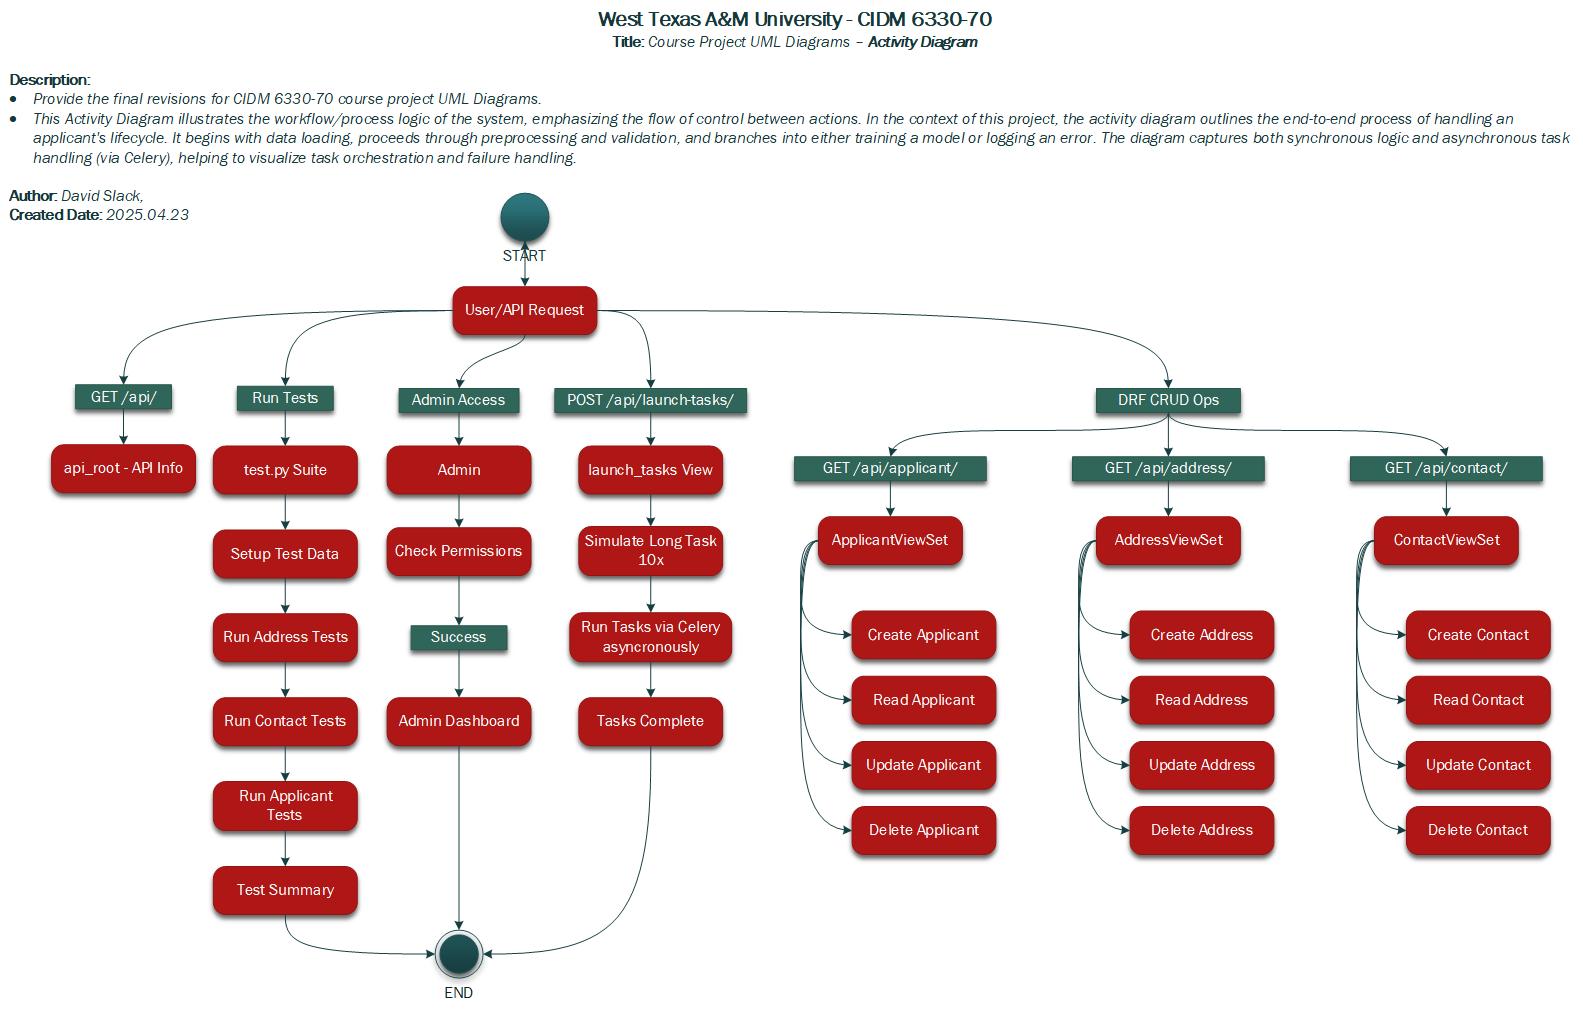 West Texas A&M University - CIDM 6330-70
Title: Course Project UML Diagrams – Activity Diagram
Description:
• Provide the final revisions for CIDM 6330-70 course project UML Diagrams.
• This Activity Diagram illustrates the workflow/process logic of the system, emphasizing the flow of control between actions. In the context of this project, the activity diagram outlines the end-to-end process of handling an
applicant's lifecycle. It begins with data loading, proceeds through preprocessing and validation, and branches into either training a model or logging an error. The diagram captures both synchronous logic and asynchronous task
handling (via Celery), helping to visualize task orchestration and failure handling.
Author: David Slack,
Created Date: 2025.04.23
START
User/API Request
GET /api/
api_root - API Info
Run Tests
test.py Suite
Setup Test Data
Run Address Tests
Run Contact Tests
Run Applicant
Tests
Test Summary
Admin Access
Admin
Check Permissions
Success
Admin Dashboard
POST /api/launch-tasks/
launch_tasks View
Simulate Long Task
10x
Run Tasks via Celery
asyncronously
Tasks Complete
END
DRF CRUD Ops
GET /api/applicant/
ApplicantViewSet
Create Applicant
Read Applicant
Update Applicant
Delete Applicant
GET /api/address/
AddressViewSet
Create Address
Read Address
Update Address
Delete Address
GET /api/contact/
ContactViewSet
Create Contact
Read Contact
Update Contact
Delete Contact